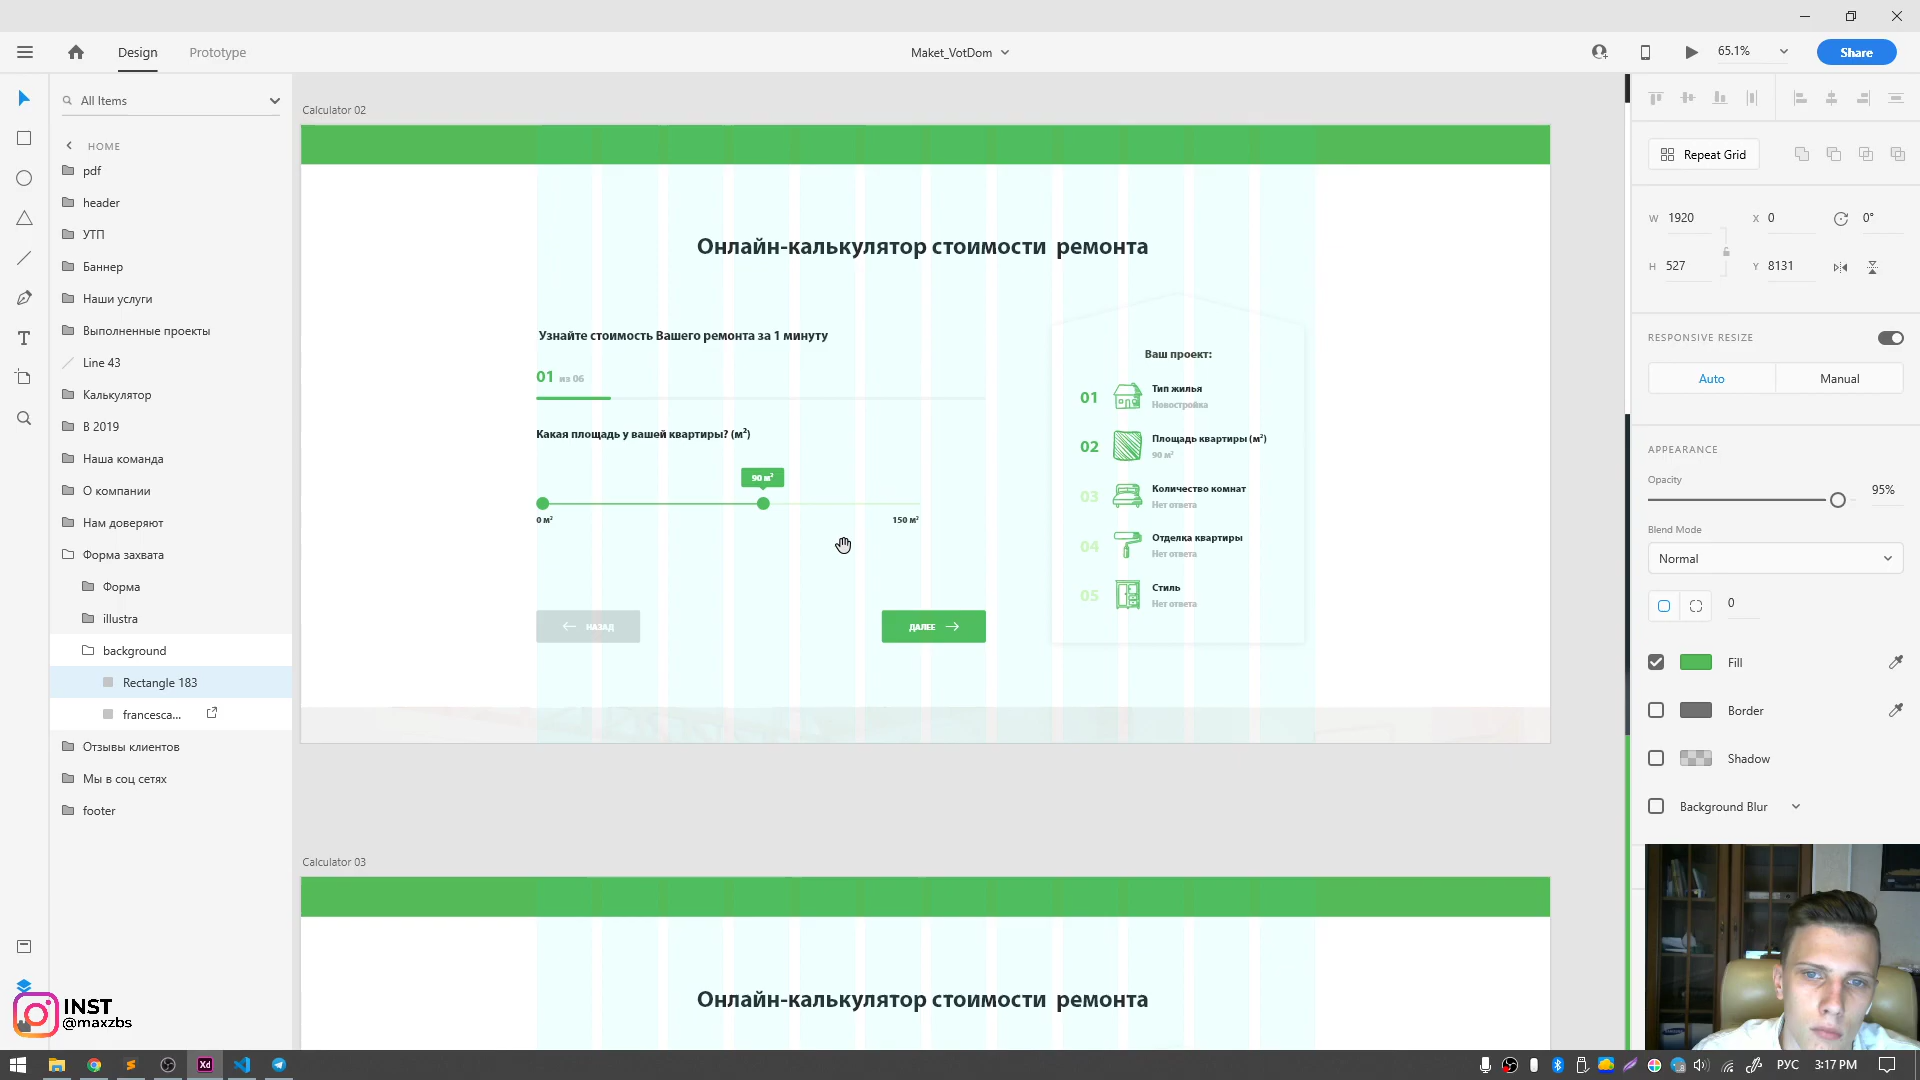 Design
Prototype
Maket_VotDom
65.1%
Share
All Items
HOME
pdf
header
УТП
Баннер
Наши услуги
Выполненные проекты
Line 43
Калькулятор
В 2019
Наша команда
О компании
Нам доверяют
Форма захвата
Форма
illustra
background
Rectangle 183
francesca...
Отзывы клиентов
Мы в соц сетях
footer
INST
@maxzbs
Calculator 02
Онлайн-калькулятор стоимости ремонта
Узнайте стоимость Вашего ремонта за 1 минуту
01 из 06
Какая площадь у вашей квартиры? (м²)
90 м²
0 м²
150 м²
НАЗАД
ДАЛЕЕ
Ваш проект:
01
Тип жилья
Новостройка
02
Площадь квартиры (м²)
90 м²
03
Количество комнат
Нет ответа
04
Отделка квартиры
Нет ответа
05
Стиль
Нет ответа
Calculator 03
Онлайн-калькулятор стоимости ремонта
Repeat Grid
W 1920
X 0
0°
H 527
Y 8131
RESPONSIVE RESIZE
Auto
Manual
APPEARANCE
Opacity
95%
Blend Mode
Normal
0
Fill
Border
Shadow
Background Blur
Xd
РУС
3:17 PM